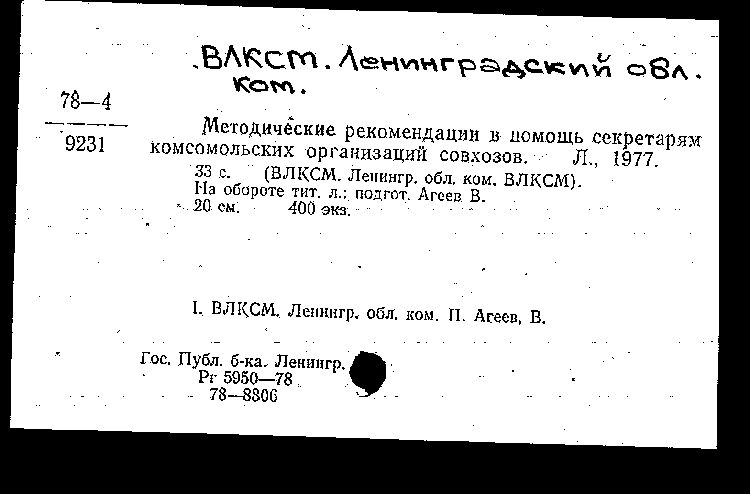 ВЛКСМ. Ленинградский обл.
ком.
78—4
9231
Методические рекомендации в помощь секретарям
комсомольских организаций совхозов. Л., 1977.
33 с. (ВЛКСМ. Ленингр. обл. ком. ВЛКСМ).
На обороте тит. л.: подгот. Агеев В.
20 см. 400 экз.
I. ВЛКСМ. Ленингр. обл. ком. II. Агеев, В.
Гос. Публ. б-ка. Ленингр.
Рг 5950—78
78—8806